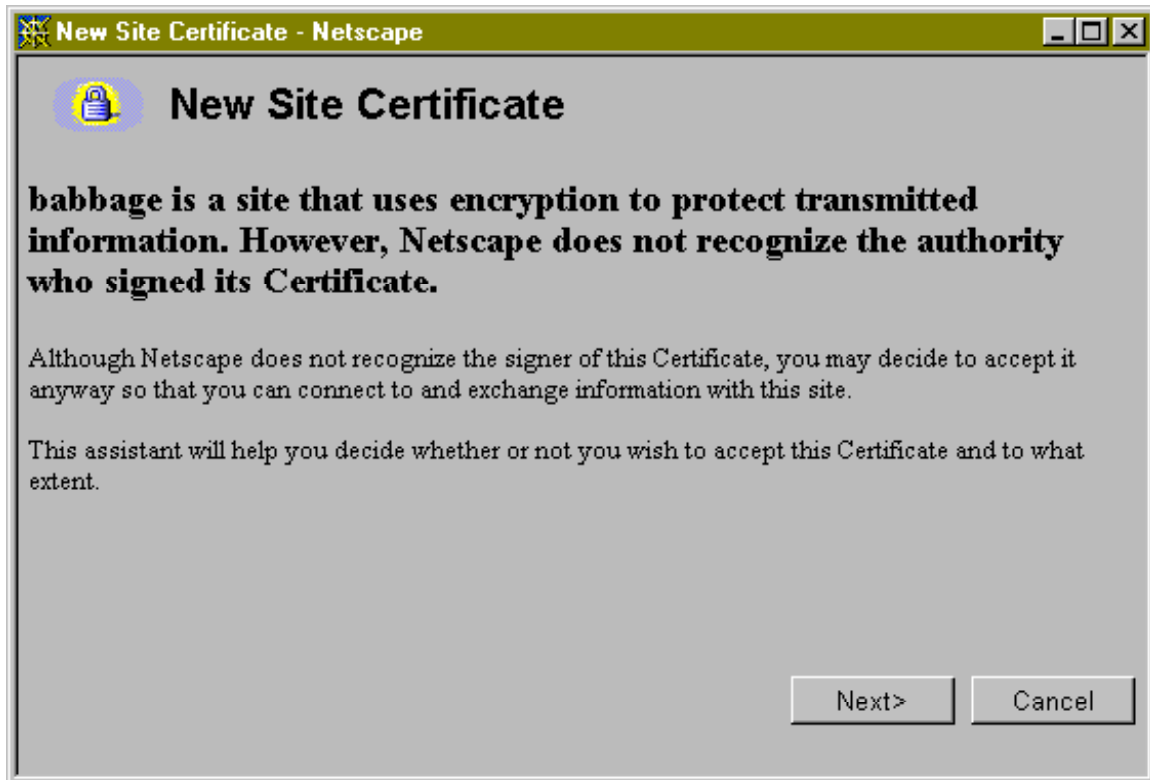 New Site Certificate - Netscape
New Site Certificate
babbage is a site that uses encryption to protect transmitted
information. However, Netscape does not recognize the authority
who signed its Certificate.
Although Netscape does not recognize the signer of this Certificate, you may decide to accept it
anyway so that you can connect to and exchange information with this site.
This assistant will help you decide whether or not you wish to accept this Certificate and to what
extent.
Next> Cancel